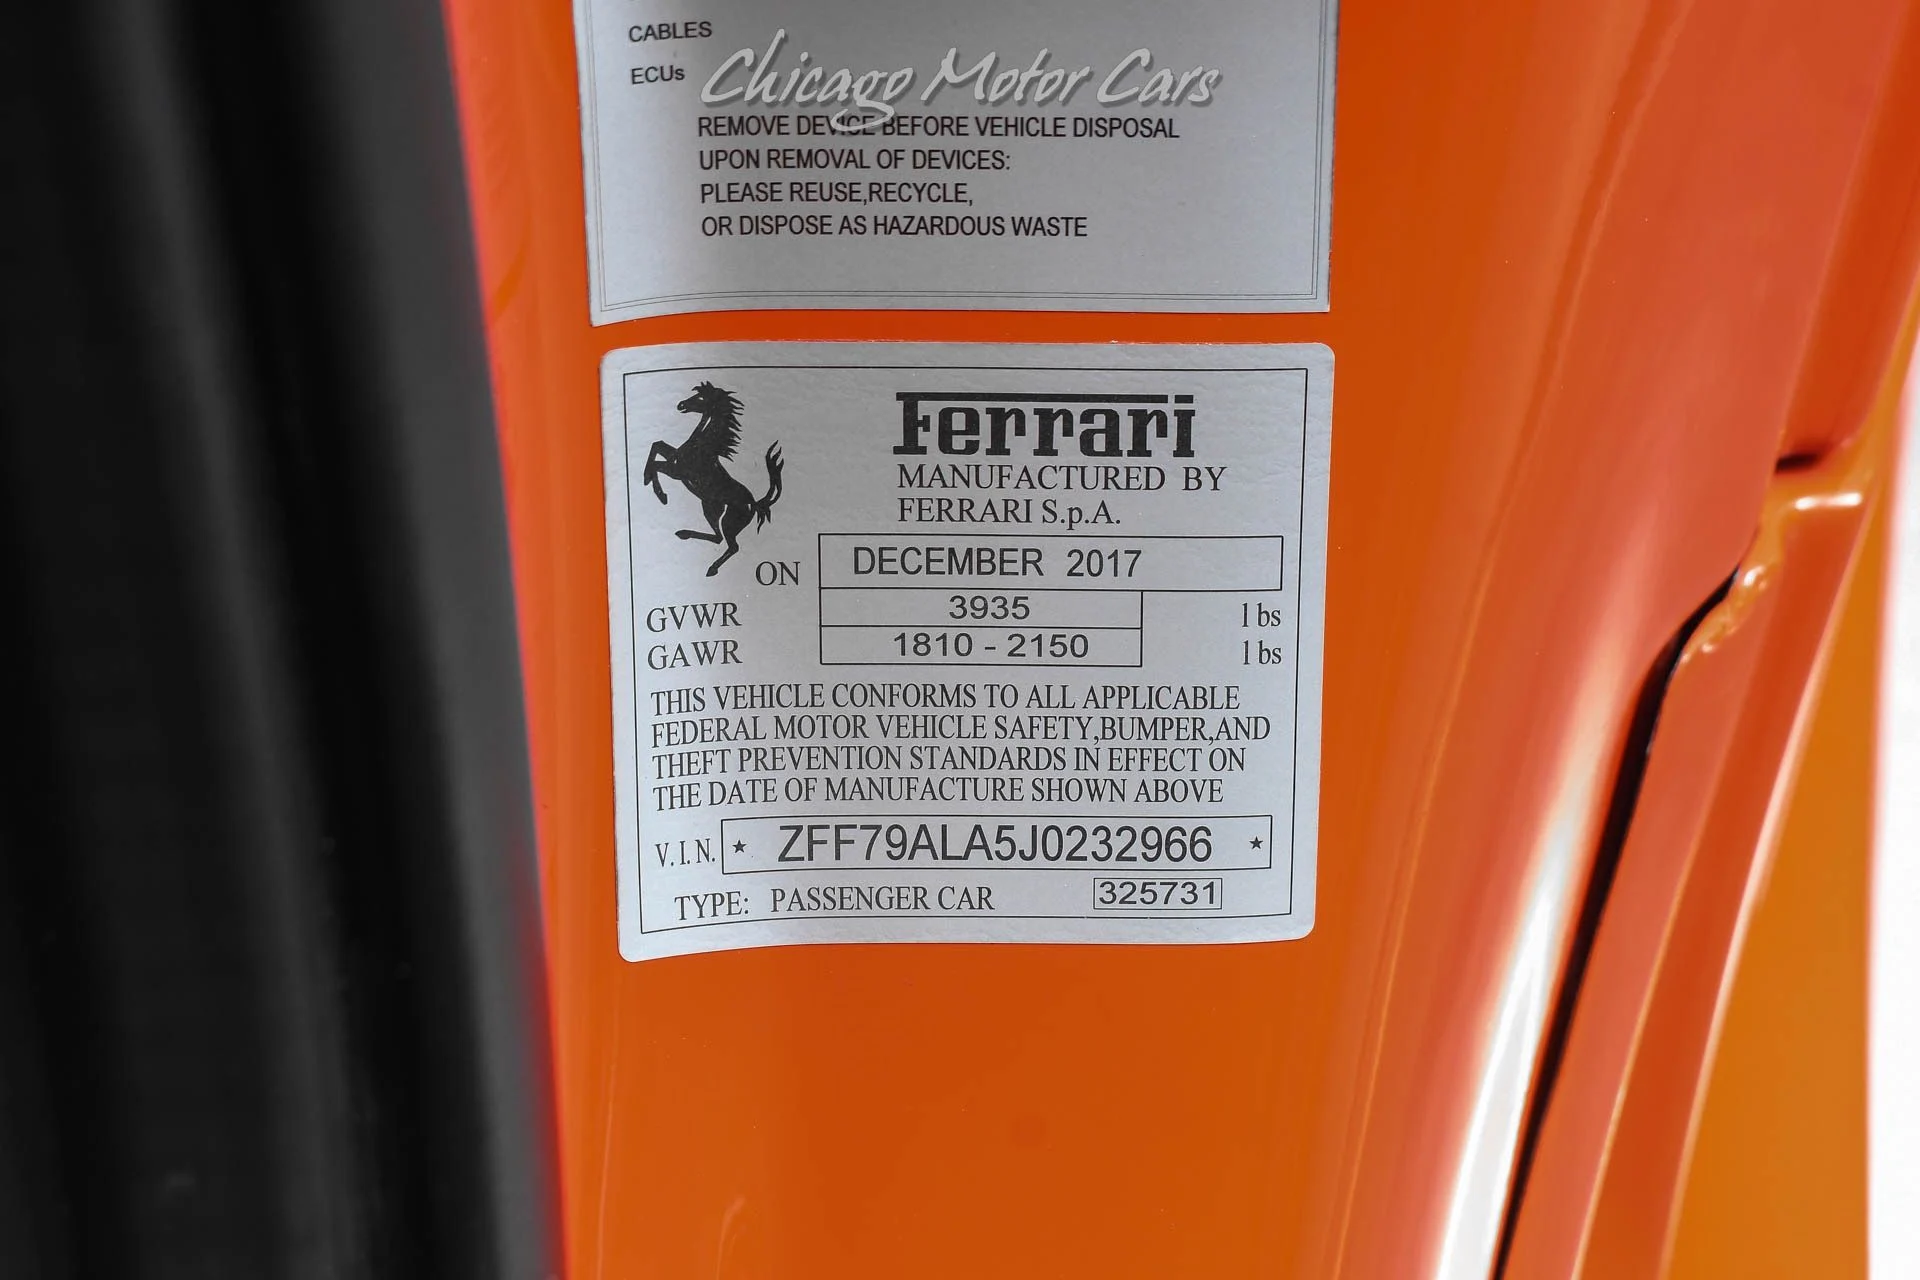 CABLES
ECUs
Chicago Motor Cars
REMOVE DEVICE BEFORE VEHICLE DISPOSAL
UPON REMOVAL OF DEVICES:
PLEASE REUSE,RECYCLE,
OR DISPOSE AS HAZARDOUS WASTE
Ferrari
MANUFACTURED BY
FERRARI S.p.A.
ON DECEMBER 2017
GVWR 3935 lbs
GAWR 1810 - 2150 lbs
THIS VEHICLE CONFORMS TO ALL APPLICABLE
FEDERAL MOTOR VEHICLE SAFETY,BUMPER,AND
THEFT PREVENTION STANDARDS IN EFFECT ON
THE DATE OF MANUFACTURE SHOWN ABOVE
V.I.N. ★ ZFF79ALA5J0232966 ★
TYPE: PASSENGER CAR 325731